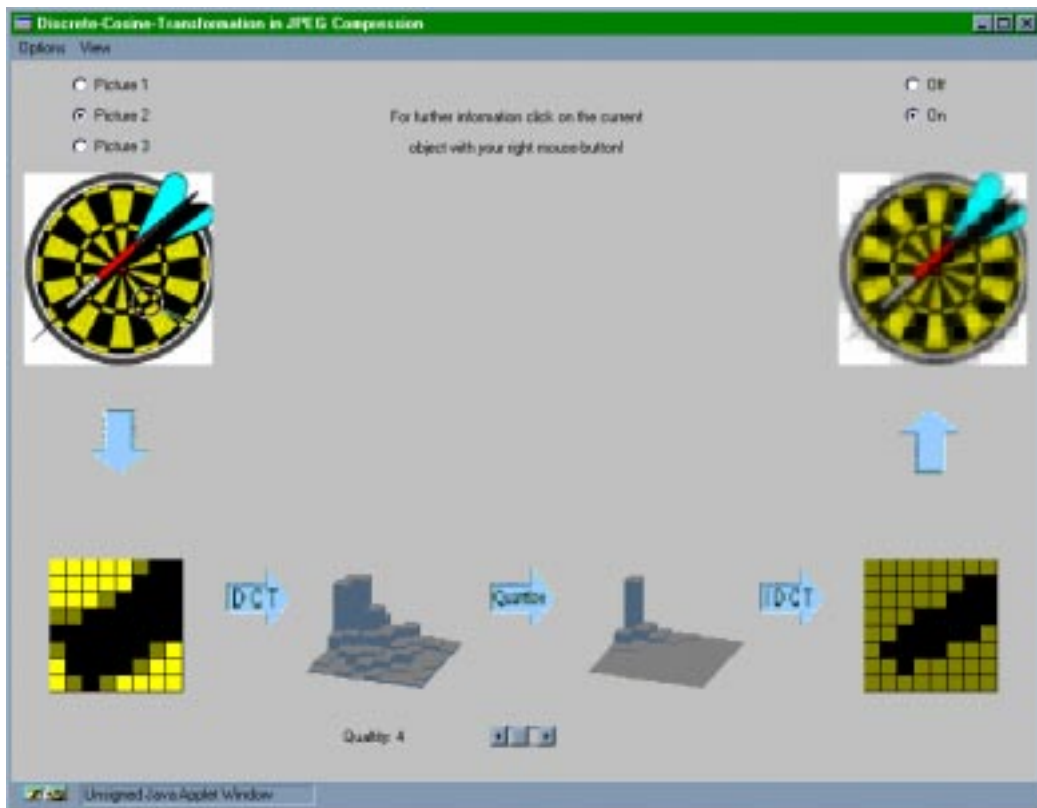 Discrete-Cosine-Transformation in JPEG Compression
Options View
Picture 1
Picture 2
Picture 3
For further information click on the current
object with your right mouse-button!
Off
On
DCT
Quantize
IDCT
Quality: 4
Unsigned Java Applet Window